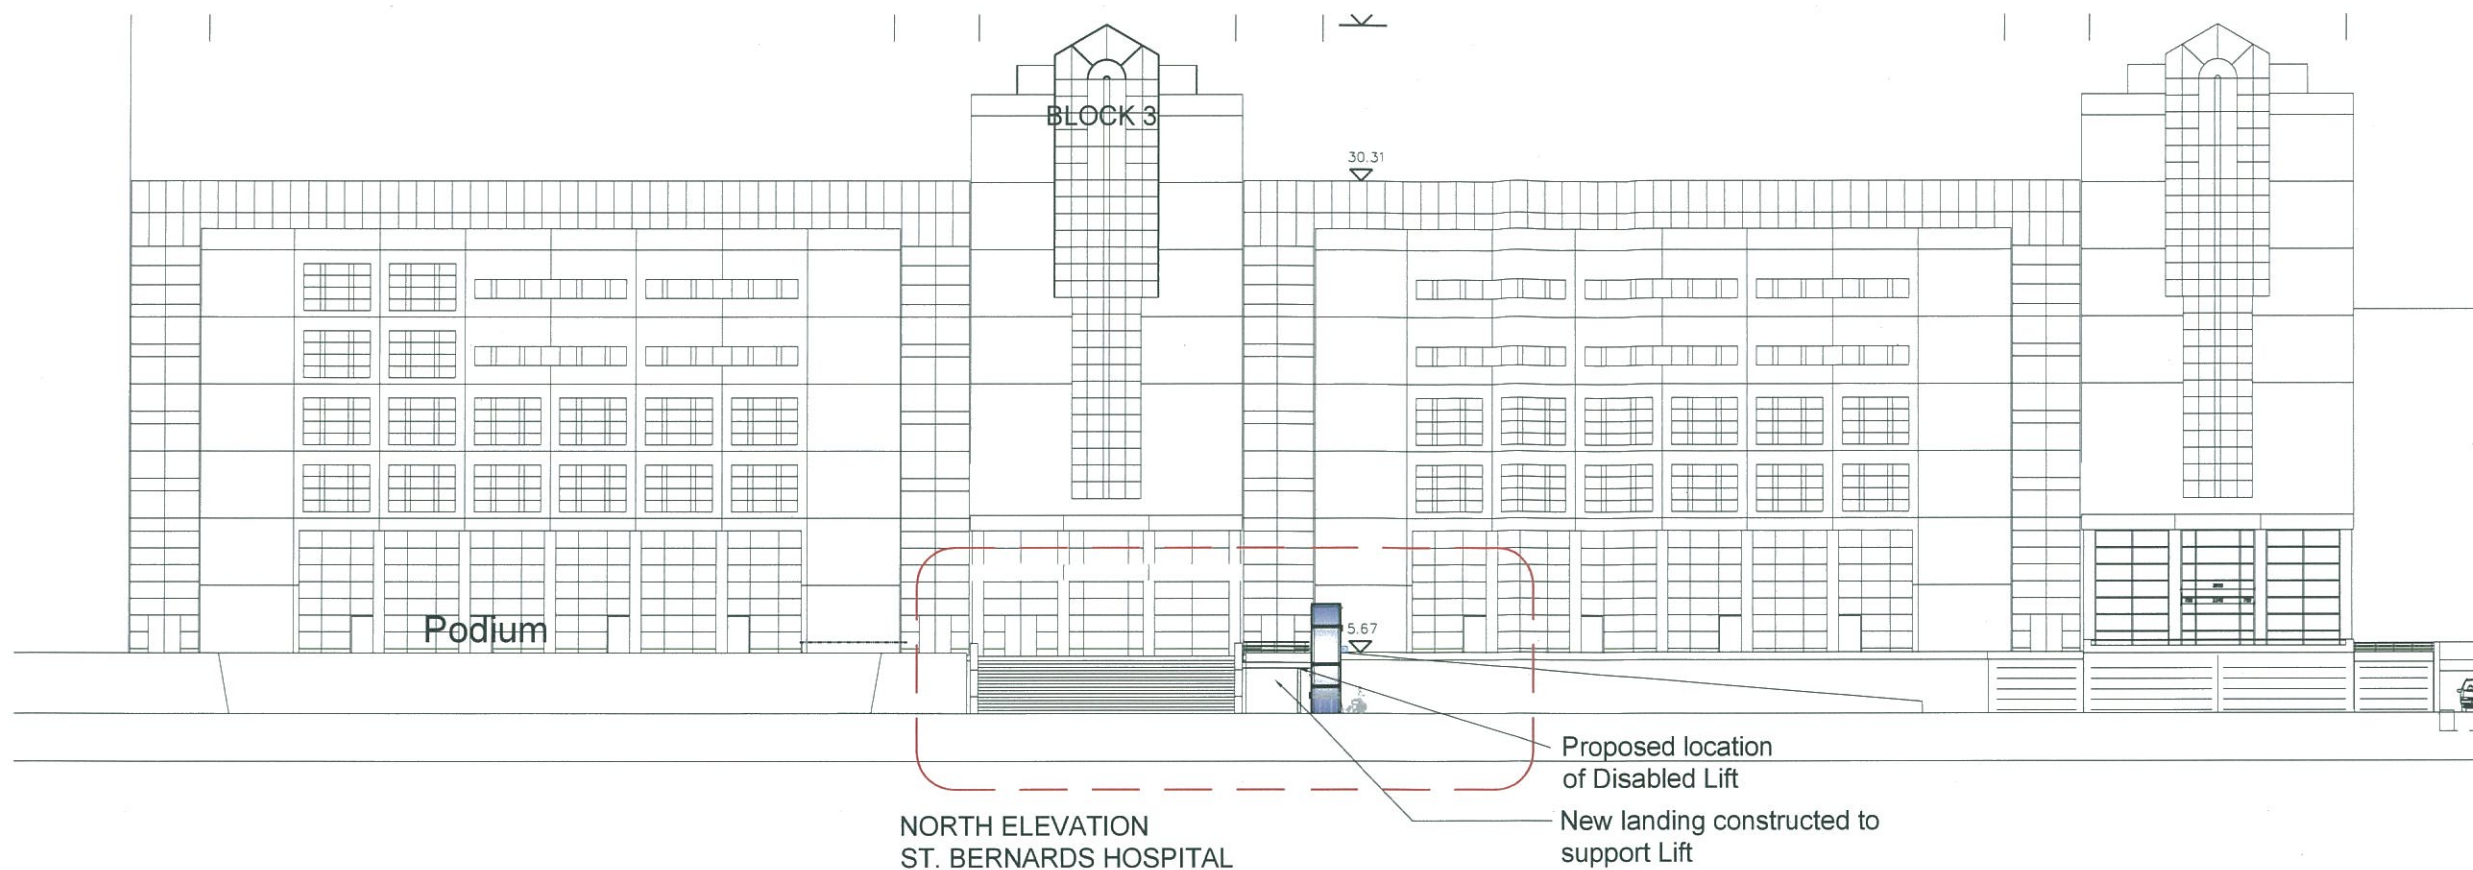 K
BLOCK 3
30.31
Podium
5.67
Proposed location
of Disabled Lift
New landing constructed to
support Lift
NORTH ELEVATION
ST. BERNARDS HOSPITAL